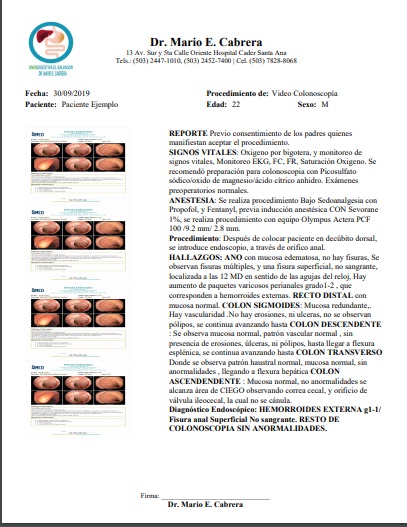 Dr. Mario E. Cabrera
13 Av. Sur y 5ta Calle Oriente Hospital Cader Santa Ana
Tels.: (503) 2447-1010, (503) 2452-7400 | Cel. (503) 7828-8068
Fecha: 30/09/2019
Procedimiento de: Video Colonoscopía
Paciente: Paciente Ejemplo
Edad: 22
Sexo: M
REPORTE Previo consentimiento de los padres quienes
manifiestan aceptar el procedimiento.
SIGNOS VITALES: Oxigeno por bigotera, y monitoreo de
signos vitales, Monitoreo EKG, FC, FR, Saturación Oxigeno. Se
recomendó preparación para colonoscopia con Picosulfato
sódico/oxido de magnesio/ácido cítrico anhidro. Exámenes
preoperatorios normales.
ANESTESIA: Se realiza procedimiento Bajo Sedoanalgesia con
Propofol, y Fentanyl, previa inducción anestésica CON Sevorane
1%, se realiza procedimiento con equipo Olympus Actera PCF
100 /9.2 mm/ 2.8 mm.
Procedimiento: Después de colocar paciente en decúbito dorsal,
se introduce endoscopio, a través de orifico anal.
HALLAZGOS: ANO con mucosa edematosa, no hay fisuras, Se
observan fisuras múltiples, y una fisura superficial, no sangrante,
localizada a las 12 MD en sentido de las agujas del reloj, Hay
aumento de paquetes varicosos perianales grado1-2 , que
corresponden a hemorroides externas. RECTO DISTAL con
mucosa normal. COLON SIGMOIDES: Mucosa redundante,.
Hay vascularidad .No hay erosiones, ni ulceras, no se observan
pólipos, se continua avanzando hasta COLON DESCENDENTE
: Se observa mucosa normal, patrón vascular normal , sin
presencia de erosiones, úlceras, ni pólipos, hasta llegar a flexura
esplénica, se continua avanzando hasta COLON TRANSVERSO
Donde se observa patrón haustral normal, mucosa normal, sin
anormalidades , llegando a flexura hepática COLON
ASCENDENDENTE : Mucosa normal, no anormalidades se
alcanza área de CIEGO observando correa cecal, y orificio de
válvula ileocecal, la cual no se cánula.
Diagnóstico Endoscópico: HEMORROIDES EXTERNA g1-1/
Fisura anal Superficial No sangrante. RESTO DE
COLONOSCOPIA SIN ANORMALIDADES.
Firma:
Dr. Mario E. Cabrera